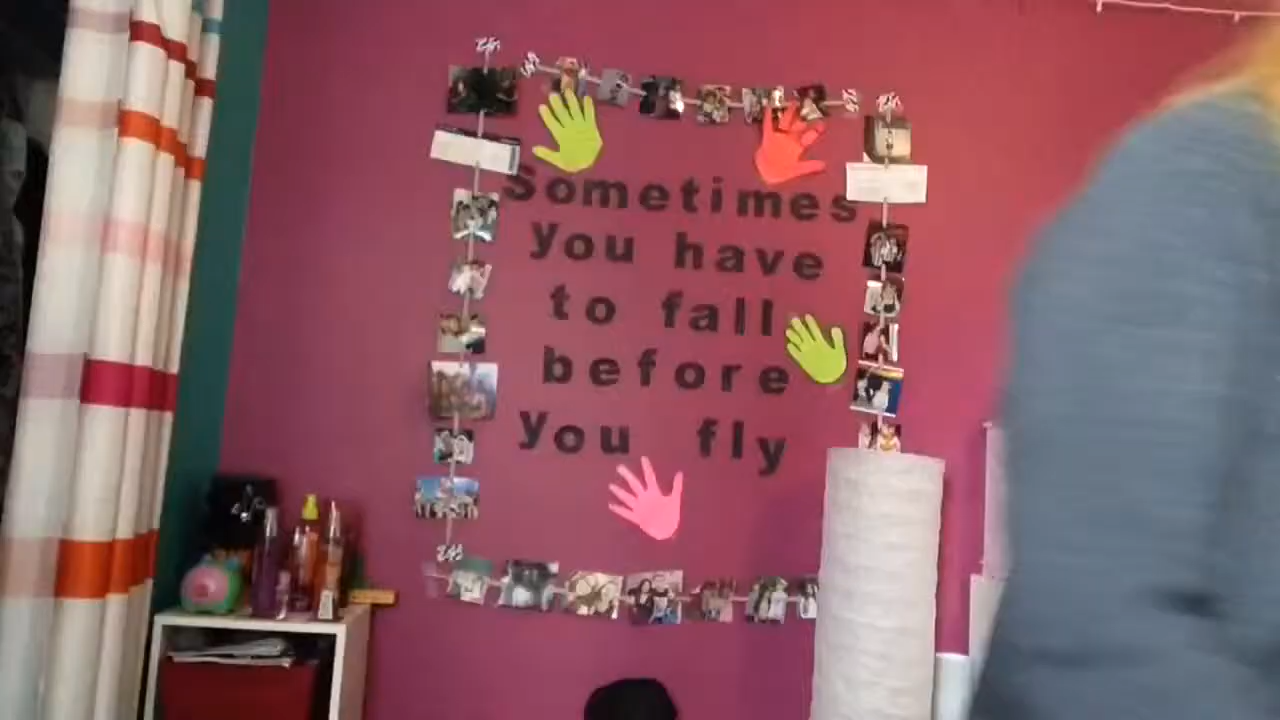 Sometimes
you have
to fall
before
you fly